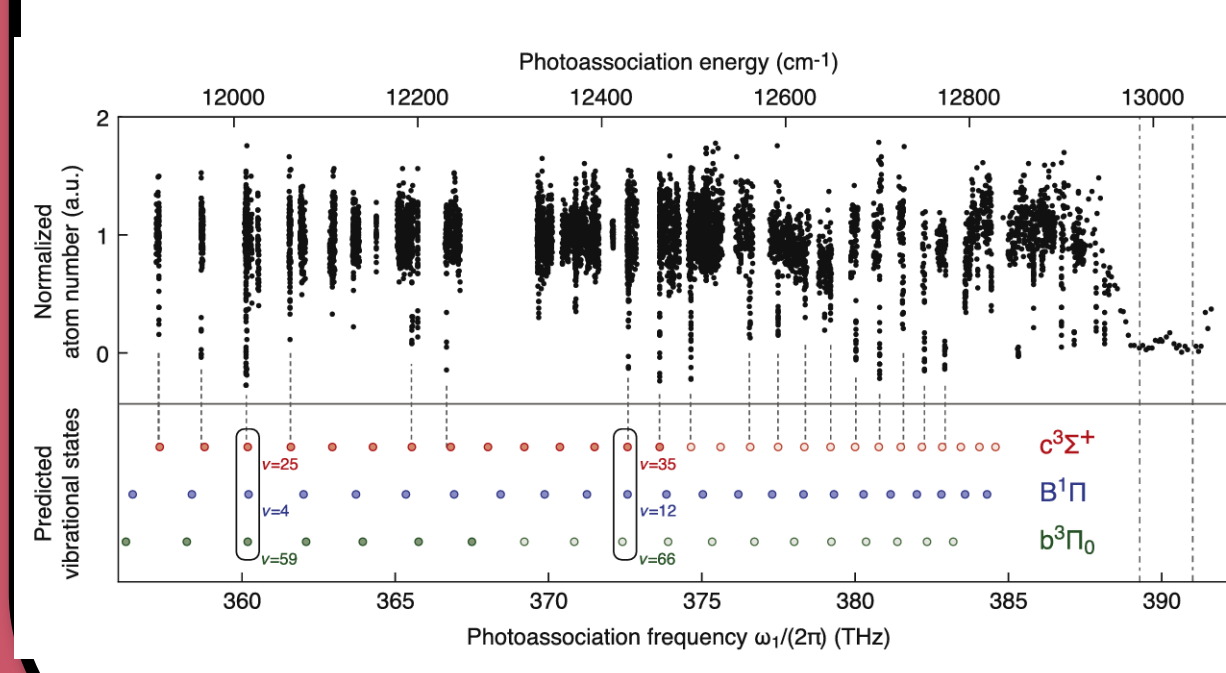 Photoassociation energy (cm-1)
12000 12200 12400 12600 12800 13000
2
1
0
Normalized
atom number (a.u.)
Predicted
vibrational states
c³Σ⁺
v=25 v=35
B¹Π
v=4 v=12
b³Π₀
v=59 v=66
360 365 370 375 380 385 390
Photoassociation frequency ω₁/(2π) (THz)